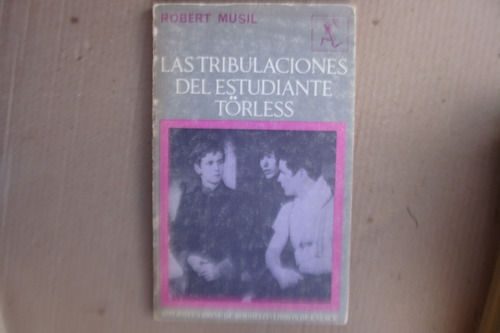 ROBERT MUSIL
LAS TRIBULACIONES
DEL ESTUDIANTE
TÖRLESS